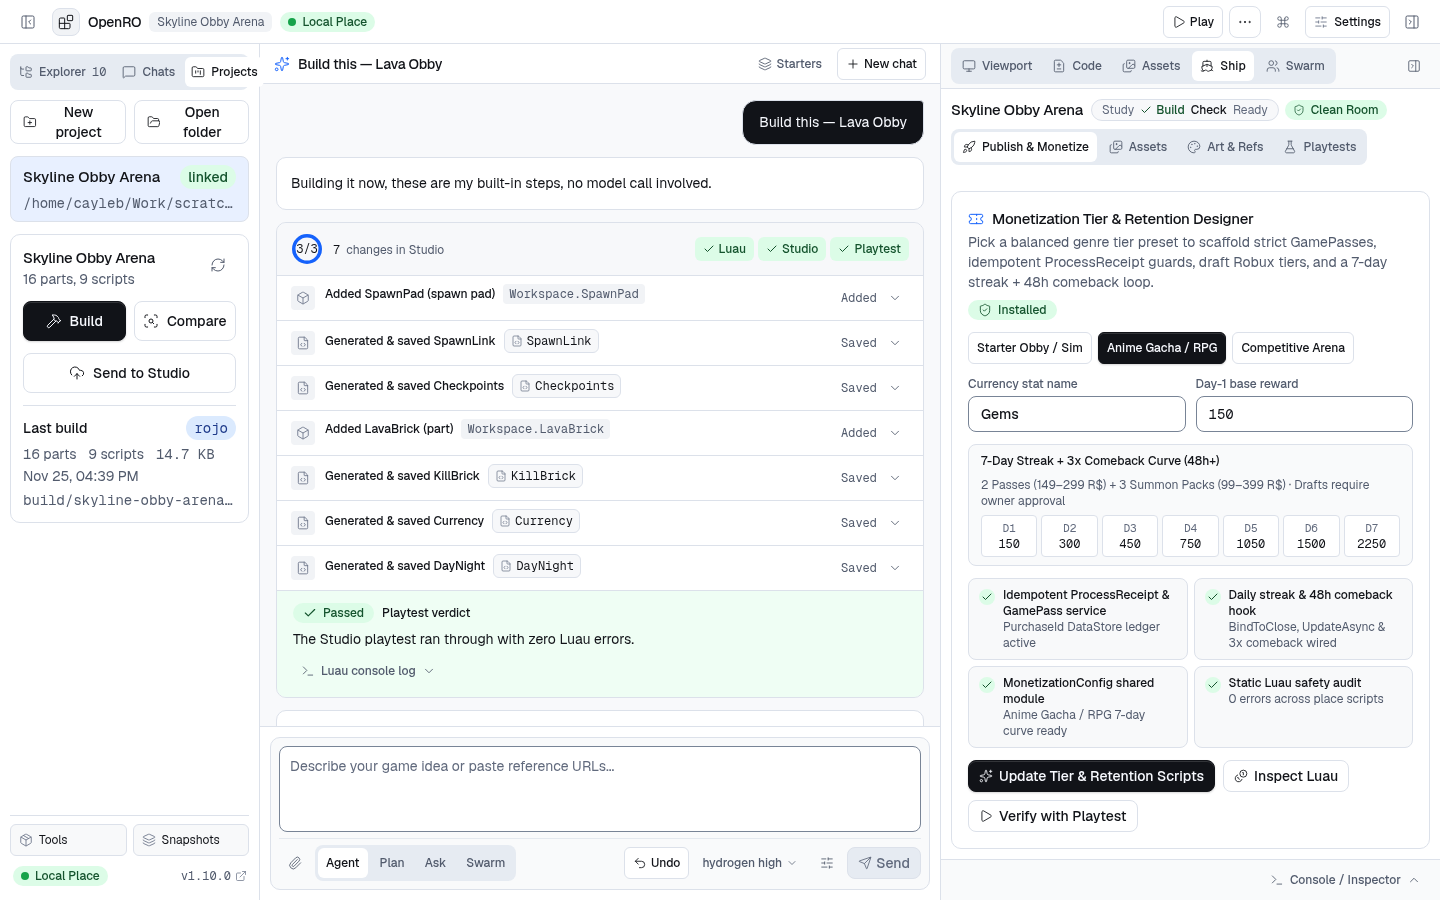 OpenRO Skyline Obby Arena Local Place
Play
Settings
Explorer 10 Chats Projects
New project
Open folder
Skyline Obby Arena linked
/home/cayleb/Work/scratc…
Skyline Obby Arena
16 parts, 9 scripts
Build
Compare
Send to Studio
Last build rojo
16 parts 9 scripts 14.7 KB
Nov 25, 04:39 PM
build/skyline-obby-arena…
Tools
Snapshots
Local Place
v1.10.0
Build this — Lava Obby
Starters
New chat
Build this — Lava Obby
Building it now, these are my built-in steps, no model call involved.
3/3 7 changes in Studio
Luau Studio Playtest
Added SpawnPad (spawn pad) Workspace.SpawnPad Added
Generated & saved SpawnLink SpawnLink Saved
Generated & saved Checkpoints Checkpoints Saved
Added LavaBrick (part) Workspace.LavaBrick Added
Generated & saved KillBrick KillBrick Saved
Generated & saved Currency Currency Saved
Generated & saved DayNight DayNight Saved
Passed Playtest verdict
The Studio playtest ran through with zero Luau errors.
Luau console log
Describe your game idea or paste reference URLs…
Agent Plan Ask Swarm
Undo
hydrogen high
Send
Viewport Code Assets Ship Swarm
Skyline Obby Arena Study Build Check Ready Clean Room
Publish & Monetize Assets Art & Refs Playtests
Monetization Tier & Retention Designer
Pick a balanced genre tier preset to scaffold strict GamePasses,
idempotent ProcessReceipt guards, draft Robux tiers, and a 7-day
streak + 48h comeback loop.
Installed
Starter Obby / Sim Anime Gacha / RPG Competitive Arena
Currency stat name
Gems
Day-1 base reward
150
7-Day Streak + 3x Comeback Curve (48h+)
2 Passes (149–299 R$) + 3 Summon Packs (99–399 R$) · Drafts require
owner approval
D1 D2 D3 D4 D5 D6 D7
150 300 450 750 1050 1500 2250
Idempotent ProcessReceipt &
GamePass service
PurchaseId DataStore ledger
active
Daily streak & 48h comeback
hook
BindToClose, UpdateAsync &
3x comeback wired
MonetizationConfig shared
module
Anime Gacha / RPG 7-day
curve ready
Static Luau safety audit
0 errors across place scripts
Update Tier & Retention Scripts
Inspect Luau
Verify with Playtest
Console / Inspector